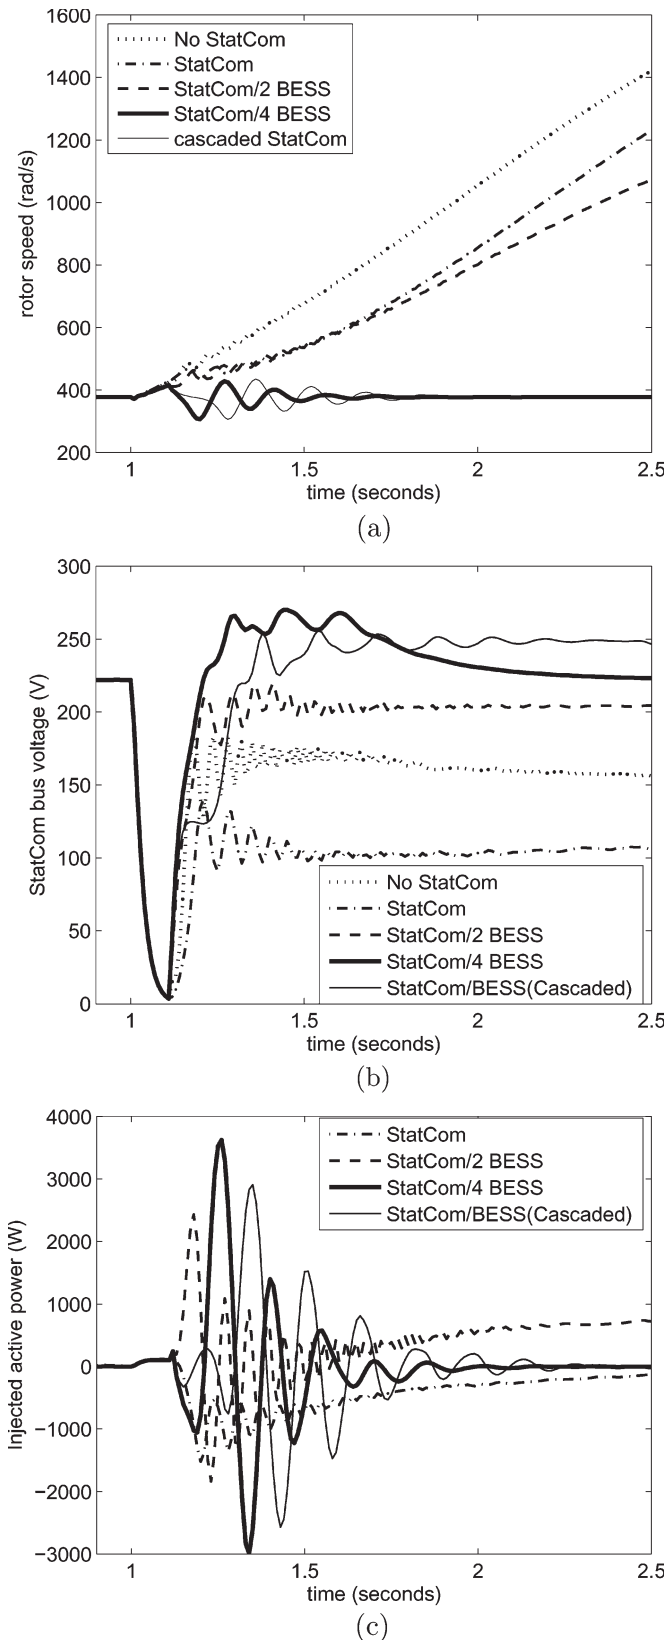 1600
1400
1200
1000
800
600
400
200
rotor speed (rad/s)
No StatCom
StatCom
StatCom/2 BESS
StatCom/4 BESS
cascaded StatCom
1 1.5 2 2.5
time (seconds)
(a)
300
250
200
150
100
50
0
StatCom bus voltage (V)
No StatCom
StatCom
StatCom/2 BESS
StatCom/4 BESS
StatCom/BESS(Cascaded)
1 1.5 2 2.5
time (seconds)
(b)
4000
3000
2000
1000
0
−1000
−2000
−3000
Injected active power (W)
StatCom
StatCom/2 BESS
StatCom/4 BESS
StatCom/BESS(Cascaded)
1 1.5 2 2.5
time (seconds)
(c)